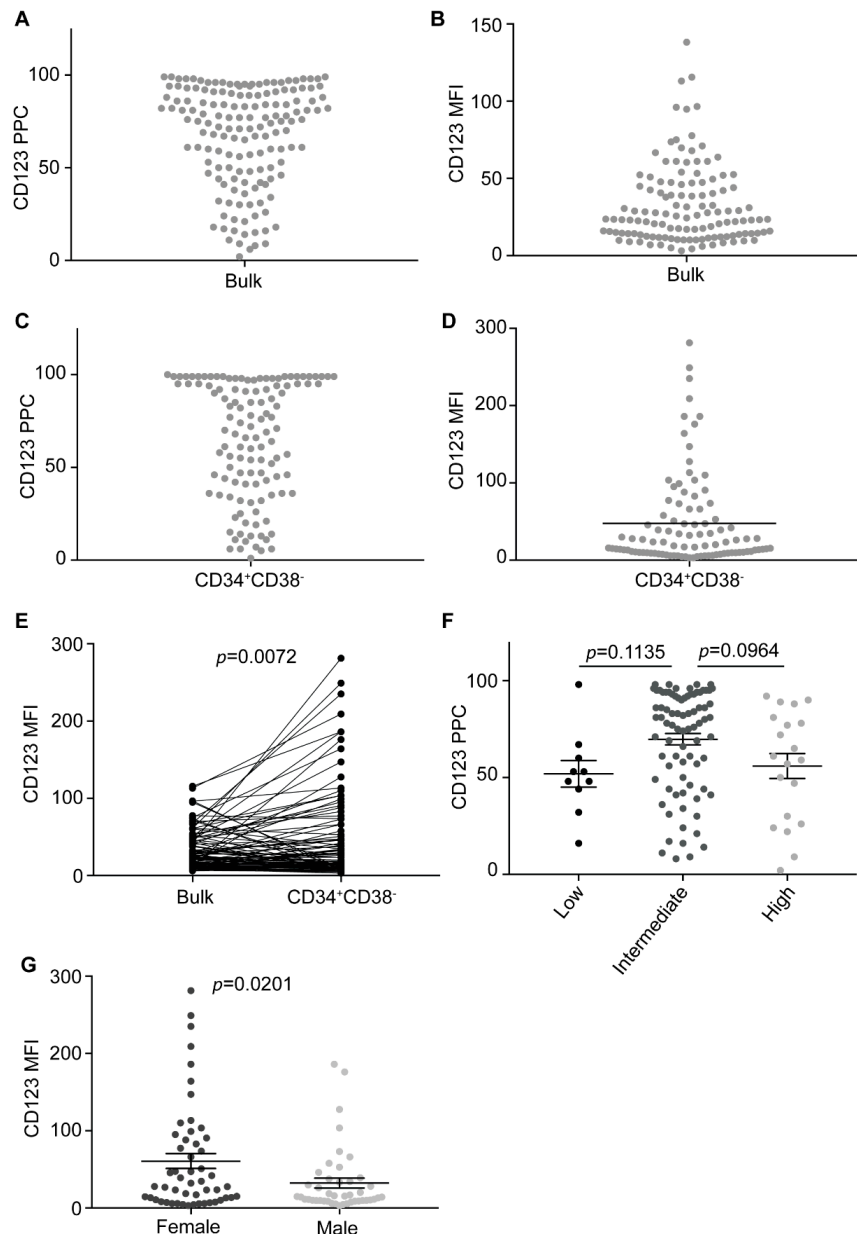 A
CD123 PPC
100
50
0
Bulk
B
CD123 MFI
150
100
50
0
Bulk
C
CD123 PPC
100
50
0
CD34⁺CD38⁻
D
CD123 MFI
300
200
100
0
CD34⁺CD38⁻
E
CD123 MFI
300
200
100
0
p=0.0072
Bulk
CD34⁺CD38⁻
F
CD123 PPC
100
50
0
p=0.1135
p=0.0964
Low
Intermediate
High
G
CD123 MFI
300
200
100
0
p=0.0201
Female
Male